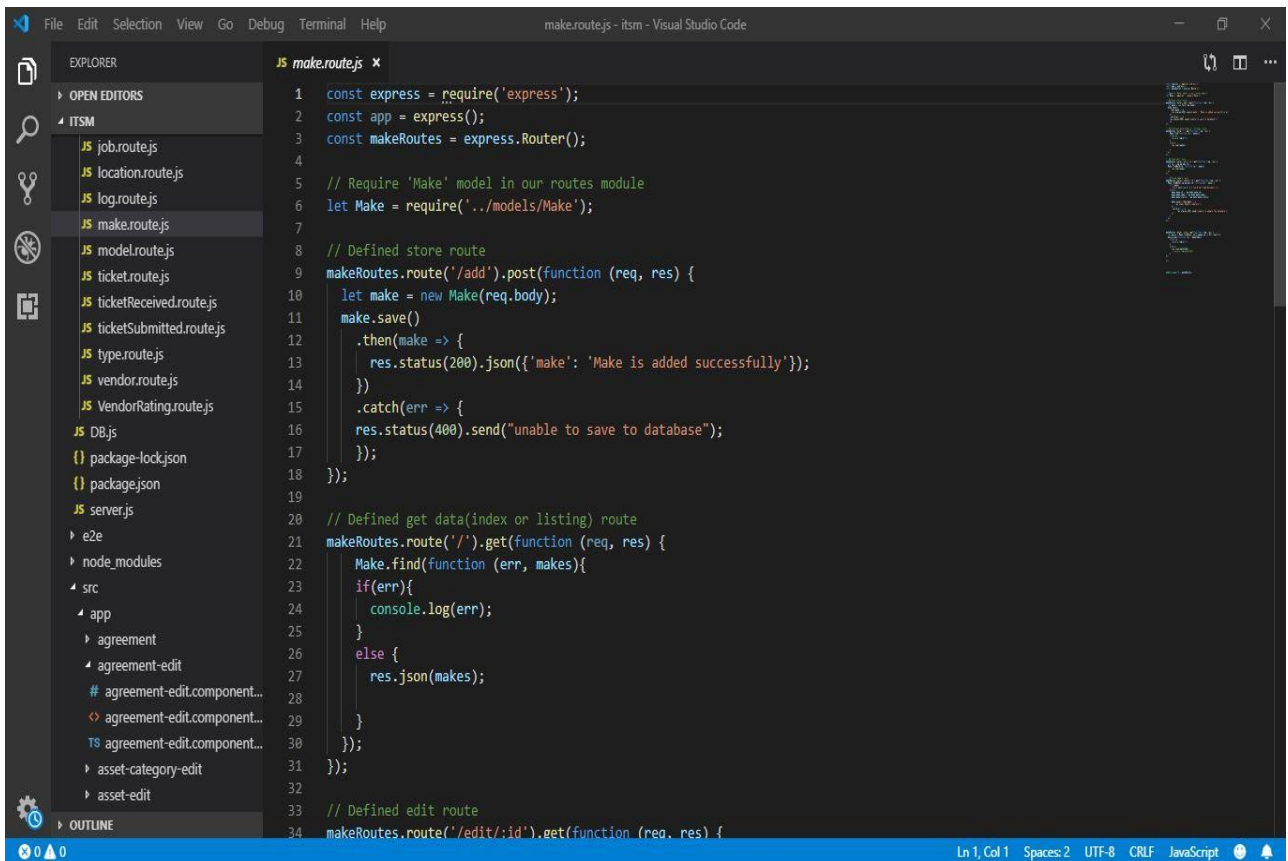 File Edit Selection View Go Debug Terminal Help
make.route.js - itsm - Visual Studio Code
EXPLORER
OPEN EDITORS
ITSM
JS job.route.js
JS location.route.js
JS log.route.js
JS make.route.js
JS model.route.js
JS ticket.route.js
JS ticketReceived.route.js
JS ticketSubmitted.route.js
JS type.route.js
JS vendor.route.js
JS VendorRating.route.js
JS DB.js
{} package-lock.json
{} package.json
JS server.js
e2e
node_modules
src
app
agreement
agreement-edit
# agreement-edit.component...
<> agreement-edit.component...
TS agreement-edit.component...
asset-category-edit
asset-edit
OUTLINE
JS make.route.js ×
1 const express = require('express');
2 const app = express();
3 const makeRoutes = express.Router();
4
5 // Require 'Make' model in our routes module
6 let Make = require('../models/Make');
7
8 // Defined store route
9 makeRoutes.route('/add').post(function (req, res) {
10 let make = new Make(req.body);
11 make.save()
12 .then(make => {
13 res.status(200).json({'make': 'Make is added successfully'});
14 })
15 .catch(err => {
16 res.status(400).send("unable to save to database");
17 });
18 });
19
20 // Defined get data(index or listing) route
21 makeRoutes.route('/').get(function (req, res) {
22 Make.find(function (err, makes){
23 if(err){
24 console.log(err);
25 }
26 else {
27 res.json(makes);
28
29 }
30 });
31 });
32
33 // Defined edit route
34 makeRoutes.route('/edit/:id').get(function (req, res) {
0 0
Ln 1, Col 1 Spaces: 2 UTF-8 CRLF JavaScript